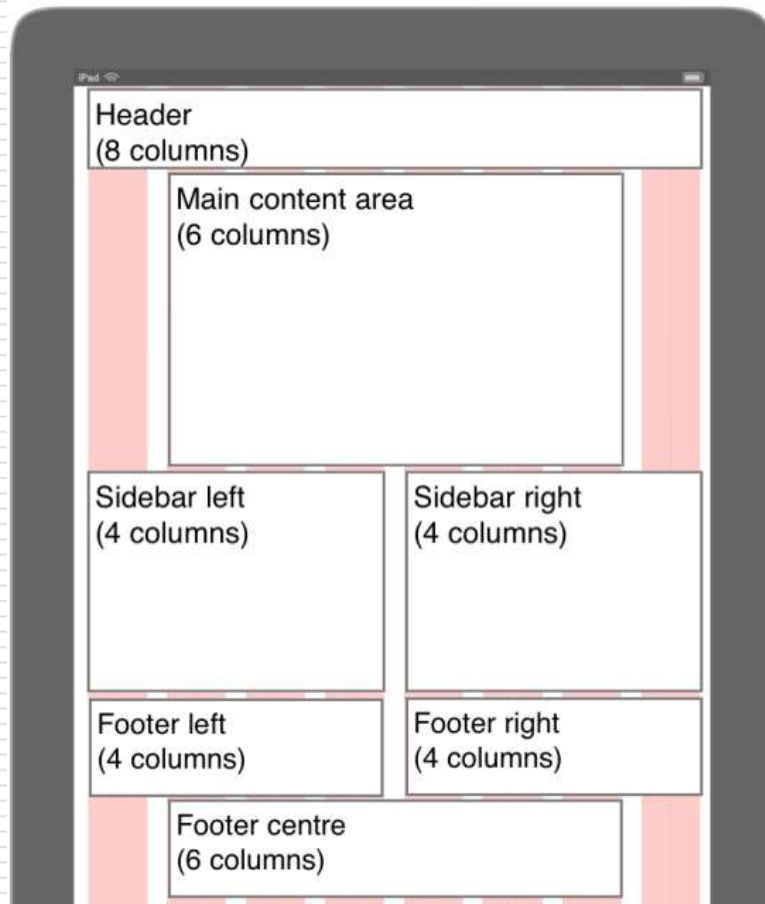 iPad
Header
(8 columns)
Main content area
(6 columns)
Sidebar left
(4 columns)
Sidebar right
(4 columns)
Footer left
(4 columns)
Footer right
(4 columns)
Footer centre
(6 columns)